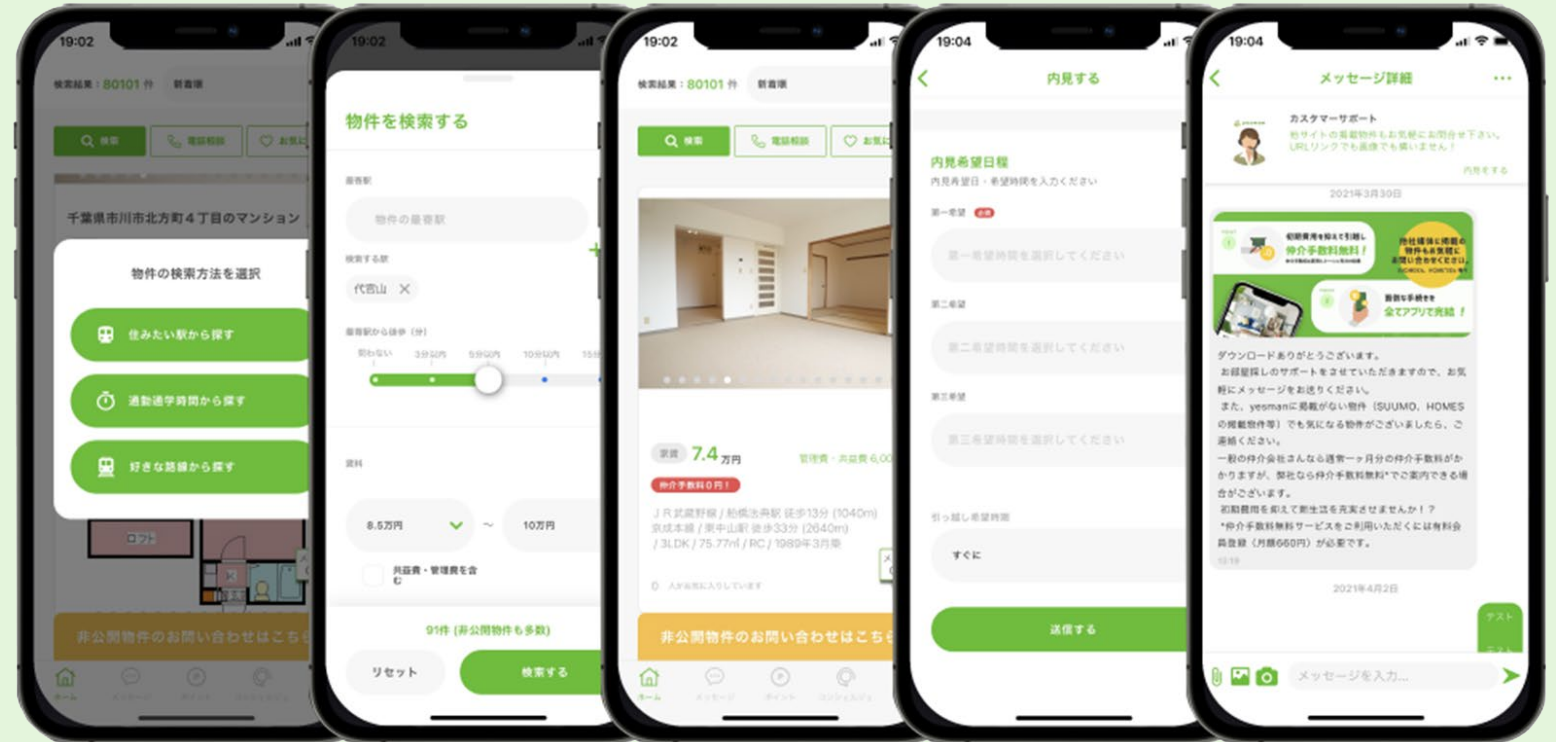 19:02
検索結果：80101 件 新着順
検索 電話相談 お気に
千葉県市川市北方町４丁目のマンション
物件の検索方法を選択
住みたい駅から探す
通勤通学時間から探す
好きな路線から探す
ロフト
非公開物件のお問い合わせはこちら
ホーム メッセージ ポイント コンシェルジュ
19:02
物件を検索する
最寄駅
物件の最寄駅
検索する駅
代官山 ×
最寄駅から徒歩（分）
問わない 3分以内 5分以内 10分以内 15分
賃料
8.5万円 ～ 10万円
共益費・管理費を含
む
91件 (非公開物件も多数)
リセット 検索する
19:02
検索結果：80101 件 新着順
検索 電話相談 お気に
家賃 7.4 万円 管理費・共益費 6,00
仲介手数料０円！
ＪＲ武蔵野線 / 船橋法典駅 徒歩13分 (1040m)
京成本線 / 東中山駅 徒歩33分 (2640m)
/ 3LDK / 75.77㎡ / RC / 1989年3月築
人がお気に入りしています
非公開物件のお問い合わせはこちら
ホーム メッセージ ポイント コンシェルジュ
19:04
内見する
内見希望日程
内見希望日・希望時間を入力ください
第一希望 必須
第一希望時間を選択してください
第二希望
第二希望時間を選択してください
第三希望
第三希望時間を選択してください
引っ越し希望時間
すぐに
送信する
19:04
メッセージ詳細
カスタマーサポート
他サイトの掲載物件もお気軽にお問合せ下さい。
URLリンクでも画像でも構いません！
内見をする
2021年3月30日
初期費用を抑えて引越し
仲介手数料無料！
他社媒体に掲載の
物件もお気軽に
お問い合わせください。
面倒な手続きを
全てアプリで完結 ！
ダウンロードありがとうございます。
お部屋探しのサポートをさせていただきますので、お気
軽にメッセージをお送りください。
また、yesmanに掲載がない物件（SUUMO、HOMES
の掲載物件等）でも気になる物件がございましたら、ご
連絡ください。
一般の仲介会社さんなら通常一ヶ月分の仲介手数料がか
かりますが、弊社なら仲介手数料無料*でご案内できる場
合がございます。
初期費用を抑えて新生活を充実させませんか！？
*仲介手数料無料サービスをご利用いただくには有料会
員登録（月額660円）が必要です。
2021年4月2日
テスト
テスト
メッセージを入力...